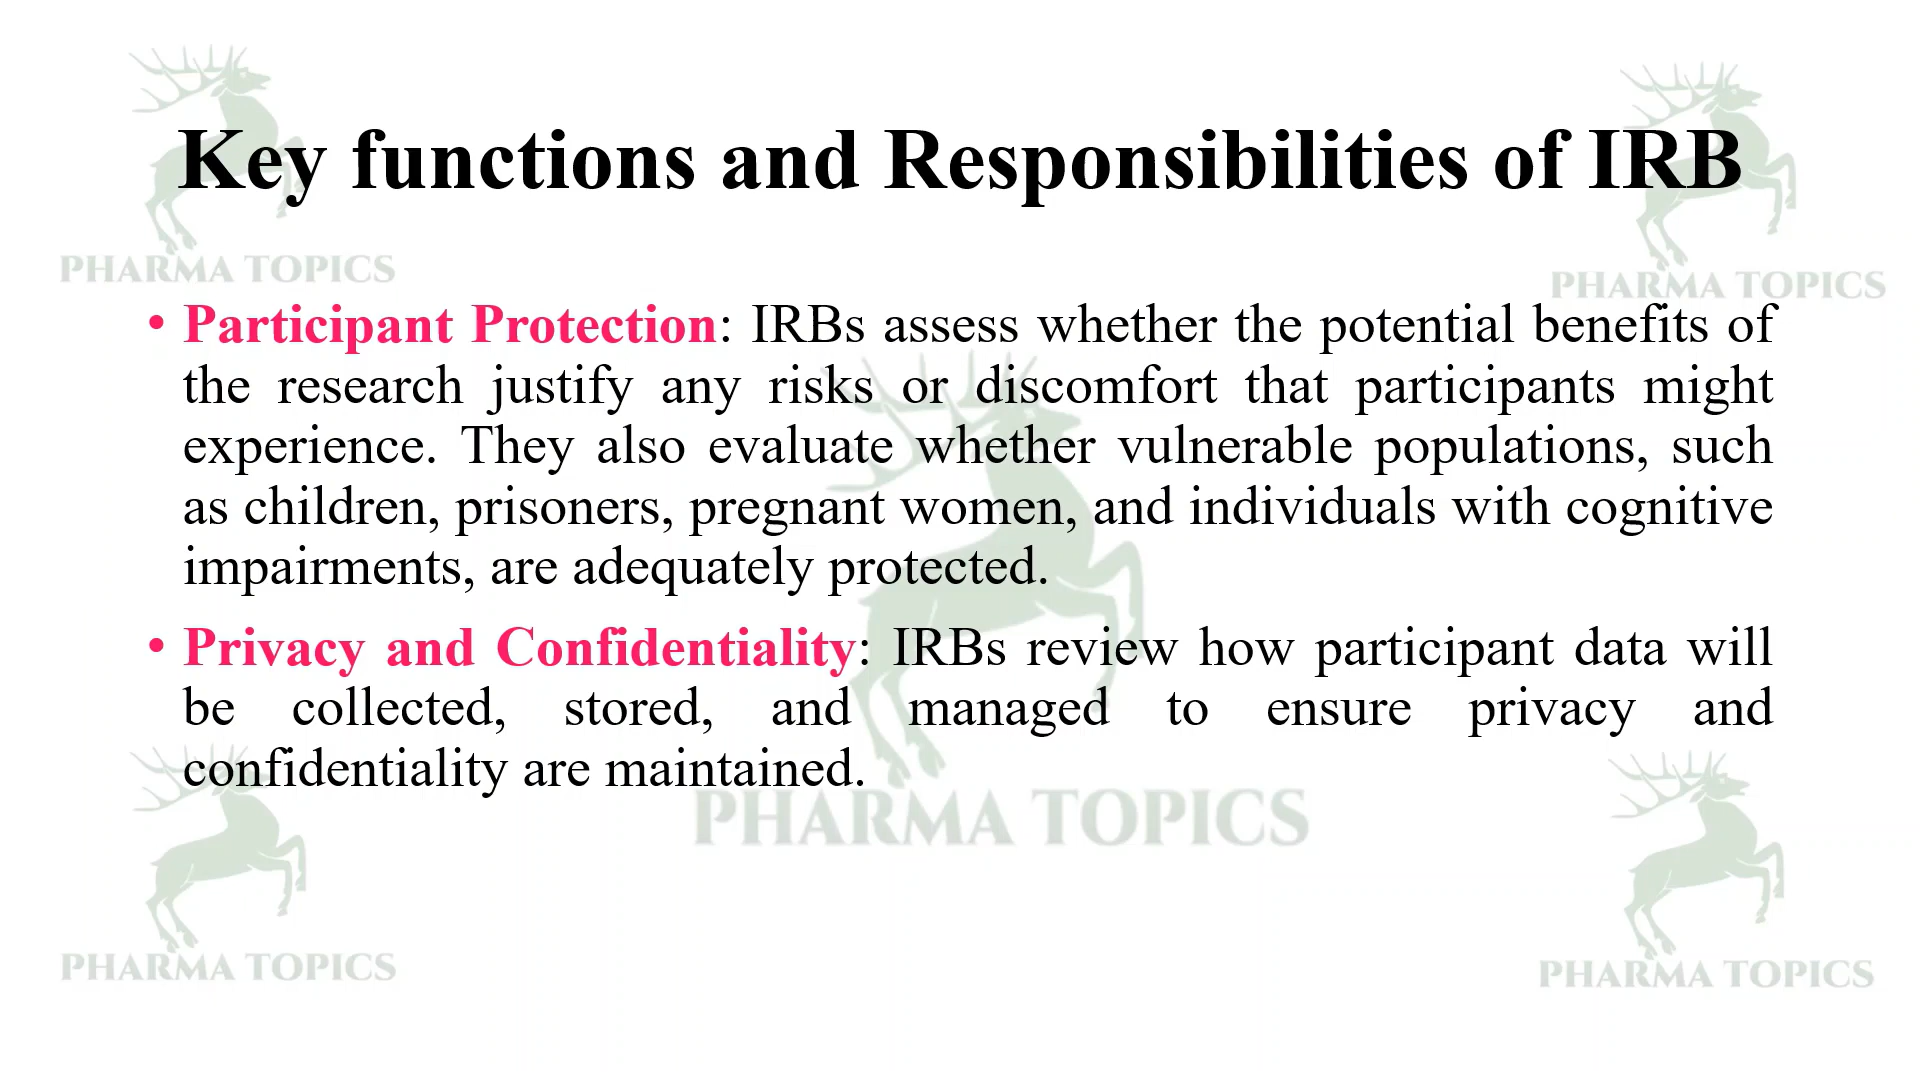 Key functions and Responsibilities of IRB
PHARMA TOPICS
PHARMA TOPICS
• Participant Protection: IRBs assess whether the potential benefits of
the research justify any risks or discomfort that participants might
experience. They also evaluate whether vulnerable populations, such
as children, prisoners, pregnant women, and individuals with cognitive
impairments, are adequately protected.
• Privacy and Confidentiality: IRBs review how participant data will
be collected, stored, and managed to ensure privacy and
confidentiality are maintained.
PHARMA TOPICS
PHARMA TOPICS
PHARMA TOPICS